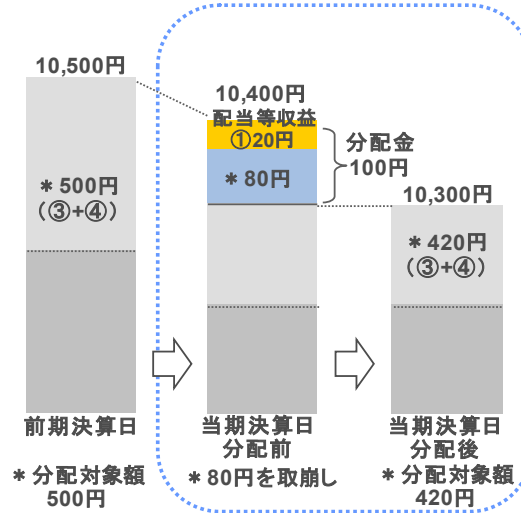 10,500円
＊500円
（③+④）
前期決算日
＊分配対象額
500円
10,400円
配当等収益
①20円
＊80円
分配金
100円
当期決算日
分配前
＊80円を取崩し
10,300円
＊420円
（③+④）
当期決算日
分配後
＊分配対象額
420円